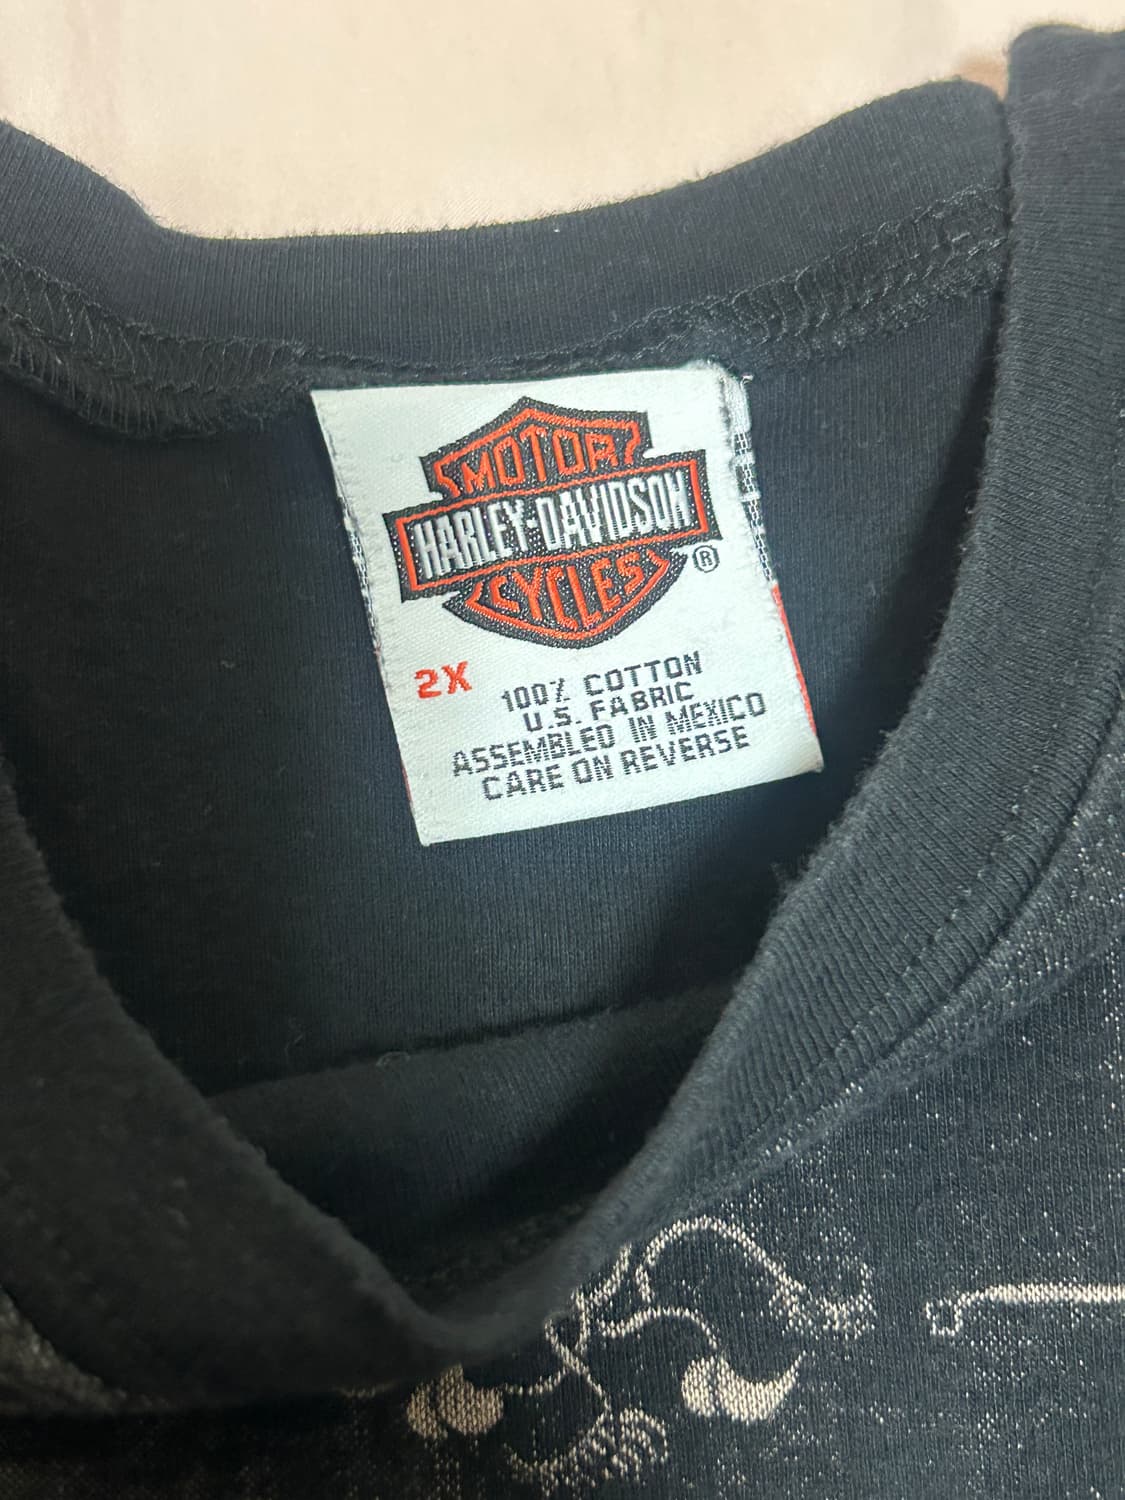 MOTOR
HARLEY-DAVIDSON
CYCLES
®
2X
100% COTTON
U.S. FABRIC
ASSEMBLED IN MEXICO
CARE ON REVERSE